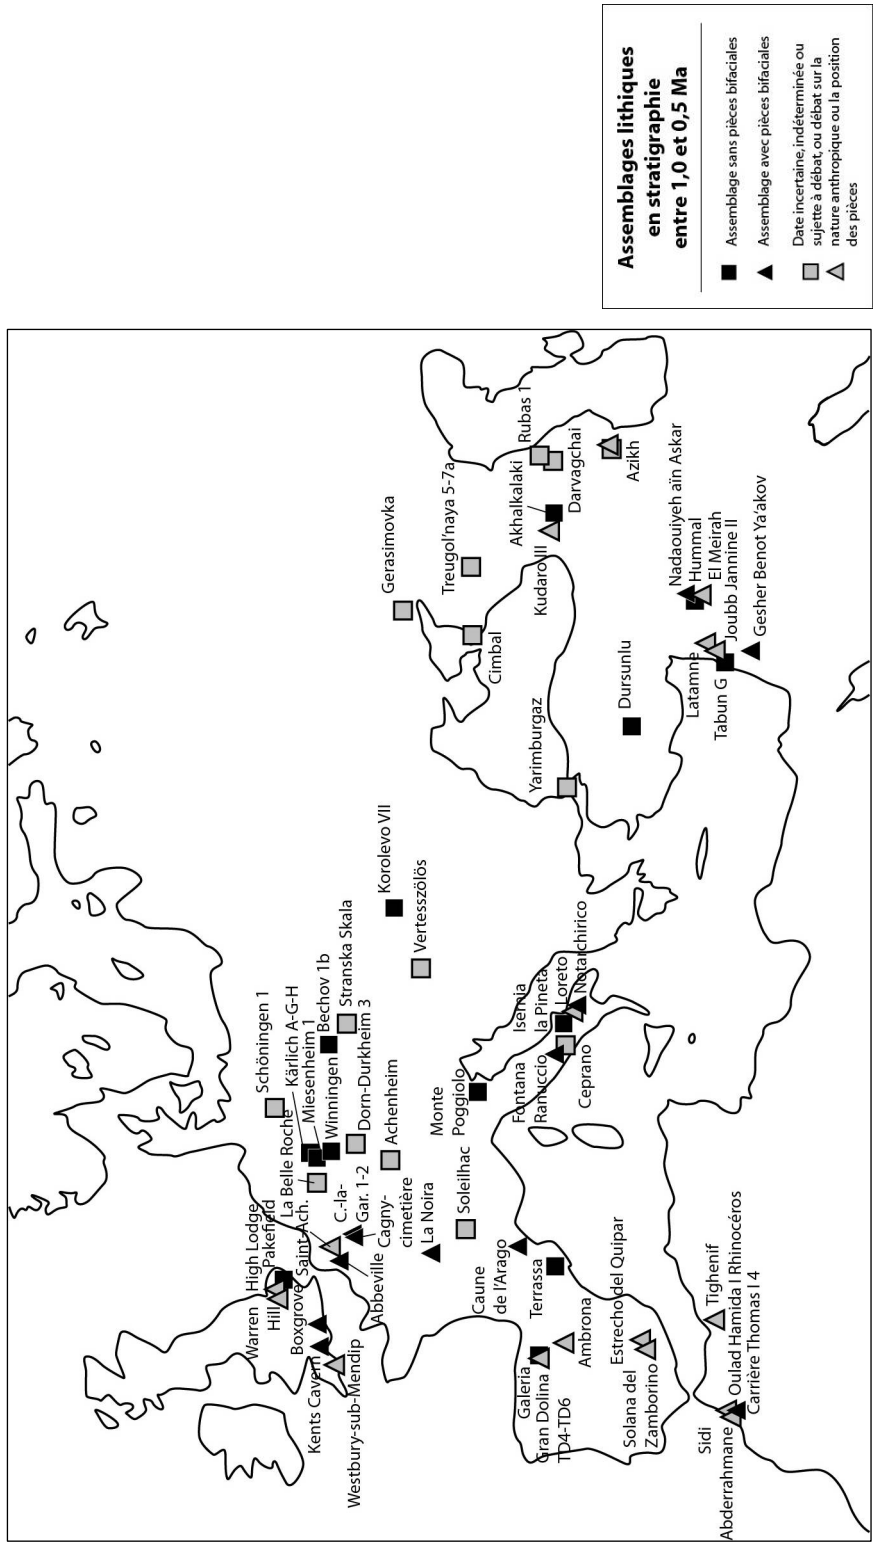 Assemblages lithiques
en stratigraphie
entre 1,0 et 0,5 Ma
Assemblage sans pièces bifaciales
Assemblage avec pièces bifaciales
Date incertaine, indéterminée ou
sujette à débat, ou débat sur la
nature anthropique ou la position
des pièces
Schöningen 1
Kärlich A-G-H
Miesenheim 1
Winningen
Bechov 1b
Stranska Skala
Dorn-Durkheim 3
Korolevo VII
Vertesszölös
Achenheim
La Belle Roche
High Lodge
Pakefield
Warren
Hill
Boxgrove
Saint-Ach.
Kents Cavern
Westbury-sub-Mendip
Abbeville
C.-la-
Gar. 1-2
Cagny-
cimetière
La Noira
Soleilhac
Monte
Poggiolo
Caune
de l'Arago
Terrassa
Galeria
Gran Dolina
TD4-TD6
Ambrona
Estrecho del Quipar
Solana del
Zamborino
Sidi
Abderrahmane
Oulad Hamida I Rhinocéros
Carrière Thomas I 4
Tighenif
Fontana
Ranuccio
Ceprano
Isernia
la Pineta
Loreto
Notarchirico
Yarimburgaz
Dursunlu
Gerasimovka
Cimbal
Treugol'naya 5-7a
Kudaro III
Akhalkalaki
Rubas 1
Darvagchai
Azikh
Nadaouiyeh aïn Askar
Hummal
El Meirah
Joubb Jannine II
Latamne
Tabun G
Gesher Benot Ya'akov